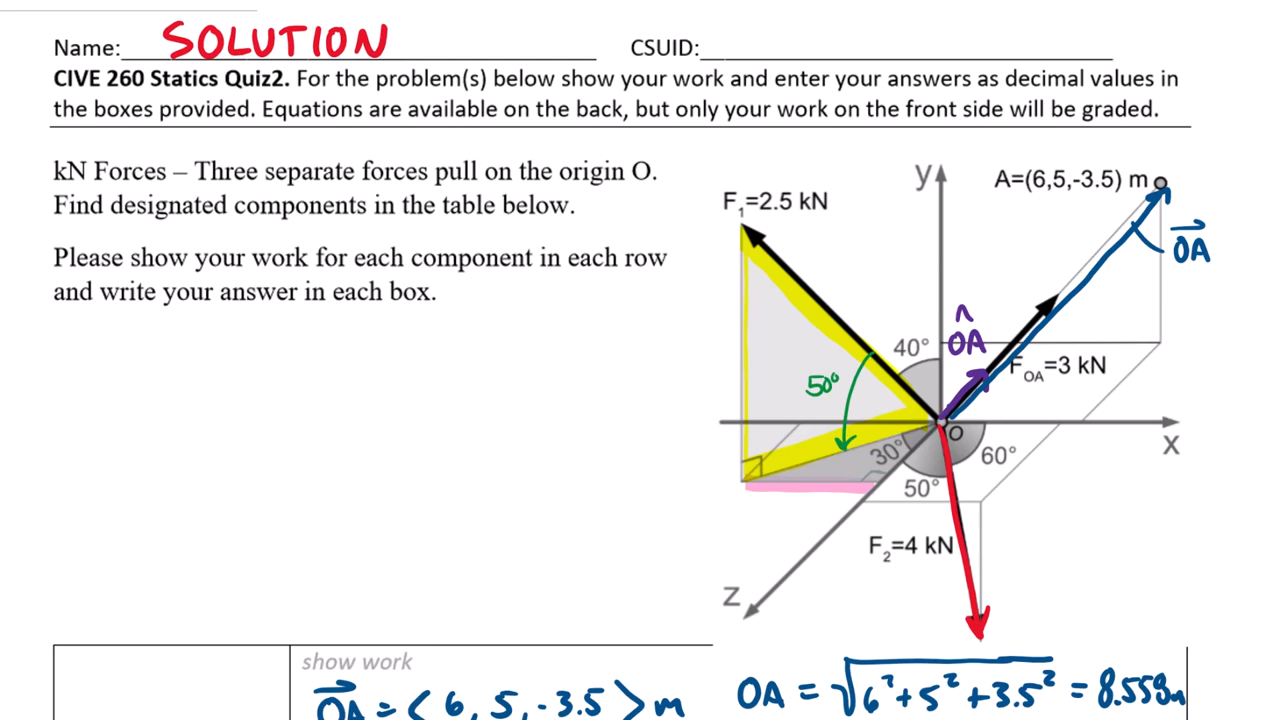 Name: SOLUTION CSUID:
CIVE 260 Statics Quiz2. For the problem(s) below show your work and enter your answers as decimal values in
the boxes provided. Equations are available on the back, but only your work on the front side will be graded.
kN Forces – Three separate forces pull on the origin O.
Find designated components in the table below.
Please show your work for each component in each row
and write your answer in each box.
y
A=(6,5,-3.5) m
F₁=2.5 kN
→OA
^OA
40°
F_OA=3 kN
50°
O
X
30°
60°
50°
F₂=4 kN
Z
show work
→OA = ⟨6, 5, -3.5⟩ m
OA = √6²+5²+3.5² = 8.558m